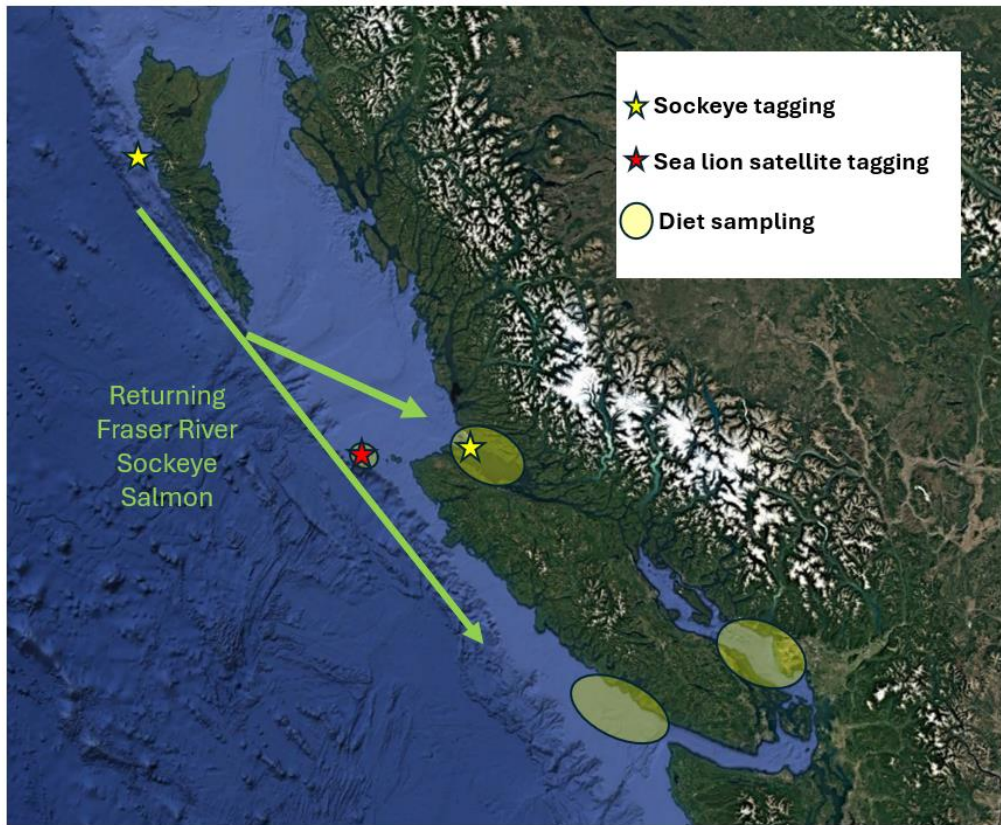 Sockeye tagging
Sea lion satellite tagging
Diet sampling
Returning
Fraser River
Sockeye
Salmon